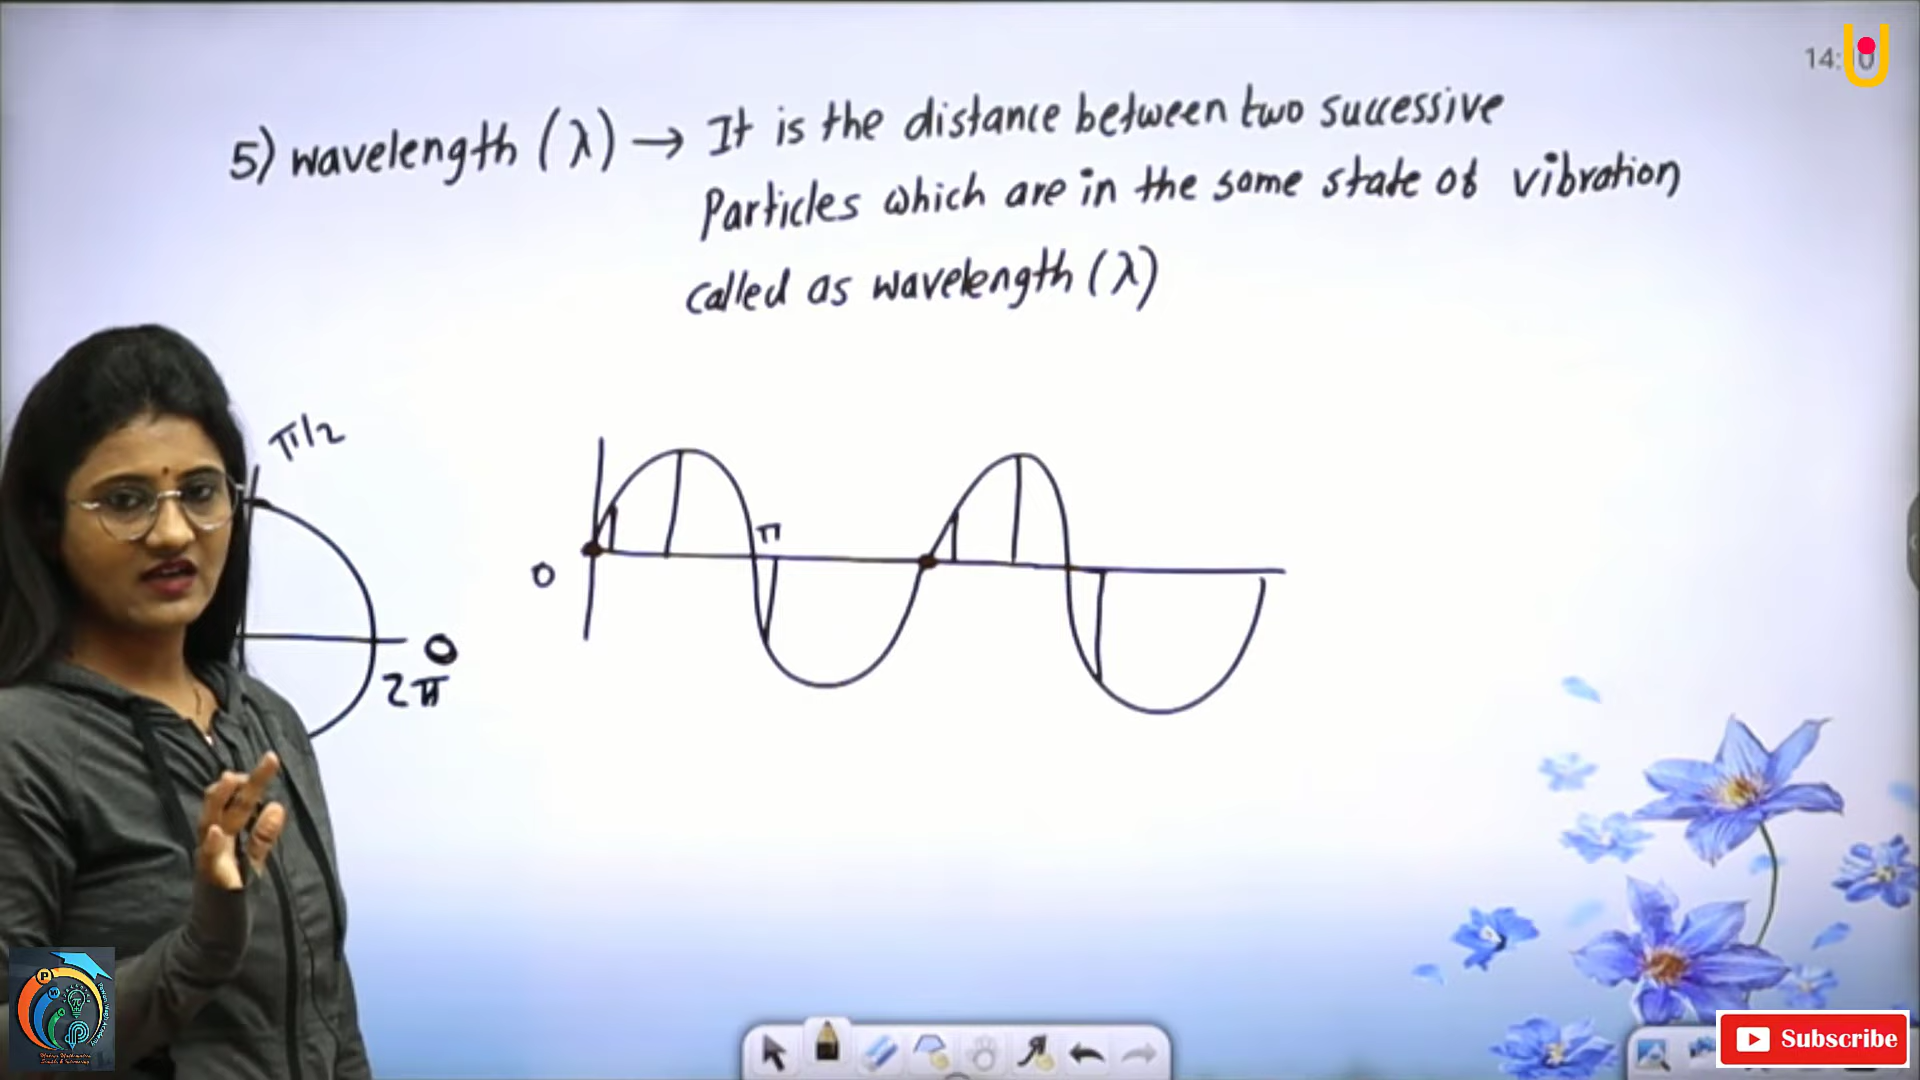 14:
5) wavelength (λ) → It is the distance between two successive
Particles which are in the same state of vibration
called as wavelength (λ)
π/2
π
0
0
2π
Subscribe